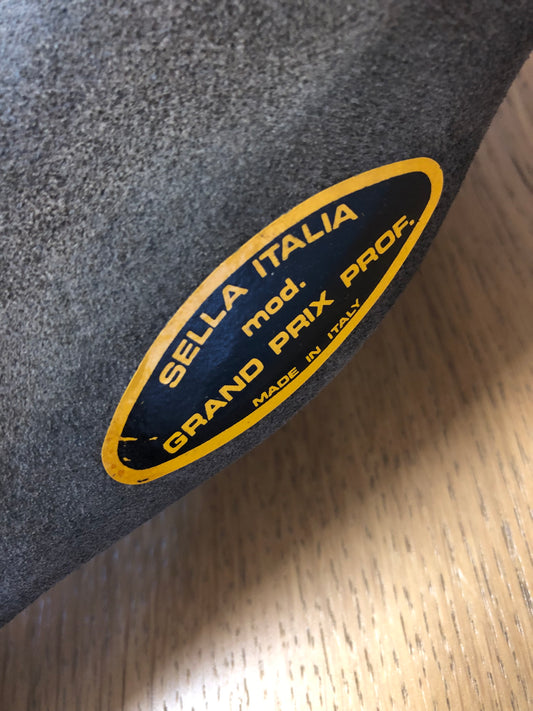 SELLA ITALIA
mod.
GRAND PRIX PROF.
MADE IN ITALY